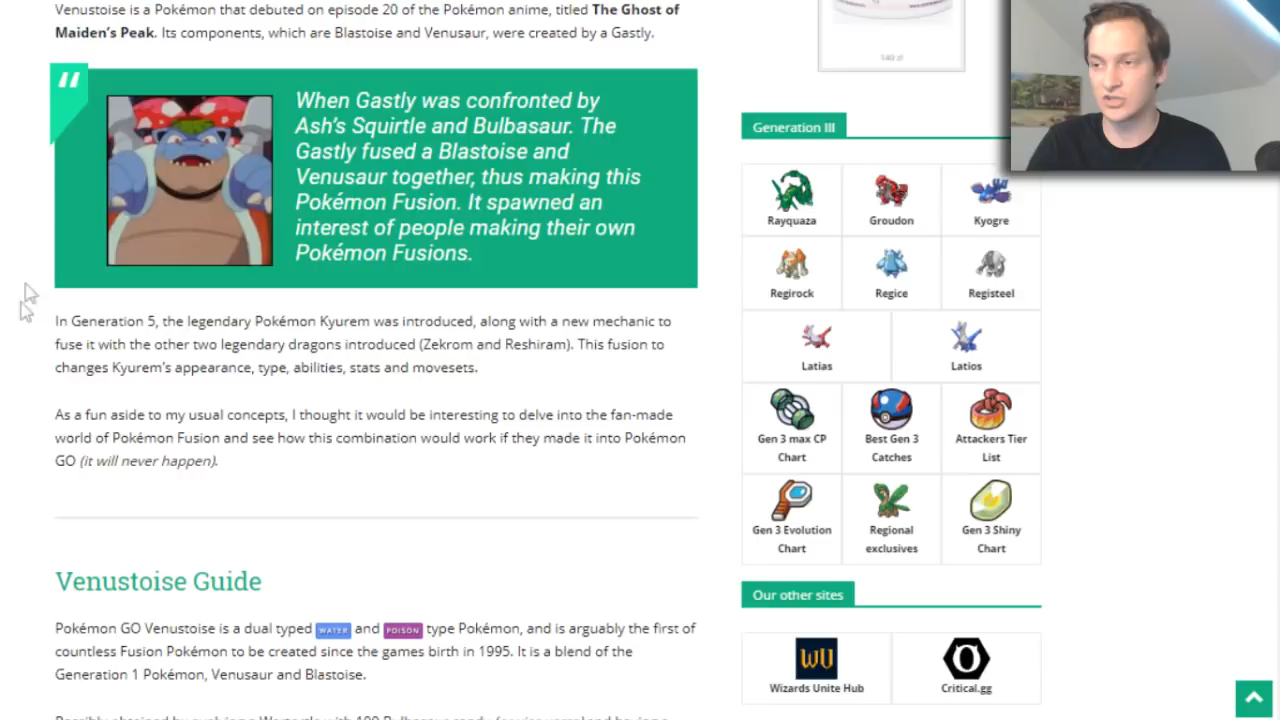 Venustoise is a Pokémon that debuted on episode 20 of the Pokémon anime, titled The Ghost of
Maiden's Peak. Its components, which are Blastoise and Venusaur, were created by a Gastly.
"
When Gastly was confronted by
Ash's Squirtle and Bulbasaur. The
Gastly fused a Blastoise and
Venusaur together, thus making this
Pokémon Fusion. It spawned an
interest of people making their own
Pokémon Fusions.
In Generation 5, the legendary Pokémon Kyurem was introduced, along with a new mechanic to
fuse it with the other two legendary dragons introduced (Zekrom and Reshiram). This fusion to
changes Kyurem's appearance, type, abilities, stats and movesets.
As a fun aside to my usual concepts, I thought it would be interesting to delve into the fan-made
world of Pokémon Fusion and see how this combination would work if they made it into Pokémon
GO (it will never happen).
Venustoise Guide
Pokémon GO Venustoise is a dual typed WATER and POISON type Pokémon, and is arguably the first of
countless Fusion Pokémon to be created since the games birth in 1995. It is a blend of the
Generation 1 Pokémon, Venusaur and Blastoise.
140 zł
Generation III
Rayquaza
Groudon
Kyogre
Regirock
Regice
Registeel
Latias
Latios
Gen 3 max CP
Chart
Best Gen 3
Catches
Attackers Tier
List
Gen 3 Evolution
Chart
Regional
exclusives
Gen 3 Shiny
Chart
Our other sites
WU
Wizards Unite Hub
Critical.gg